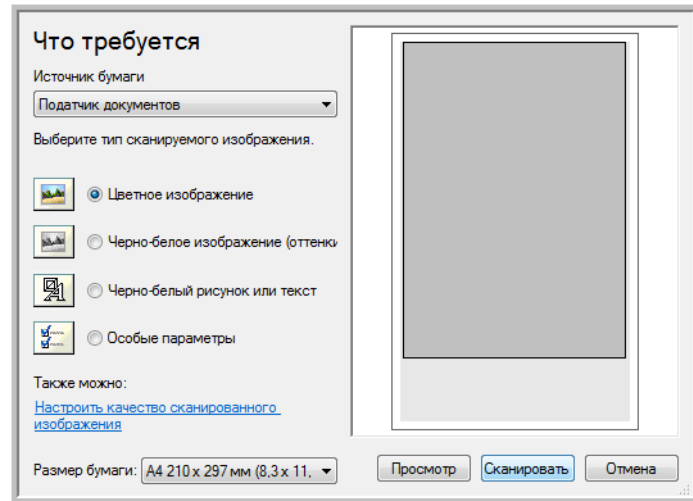 Что требуется
Источник бумаги
Податчик документов
Выберите тип сканируемого изображения.
Цветное изображение
Черно-белое изображение (оттенки
Черно-белый рисунок или текст
Особые параметры
Также можно:
Настроить качество сканированного
изображения
Размер бумаги: A4 210 x 297 мм (8,3 x 11,
Просмотр Сканировать Отмена